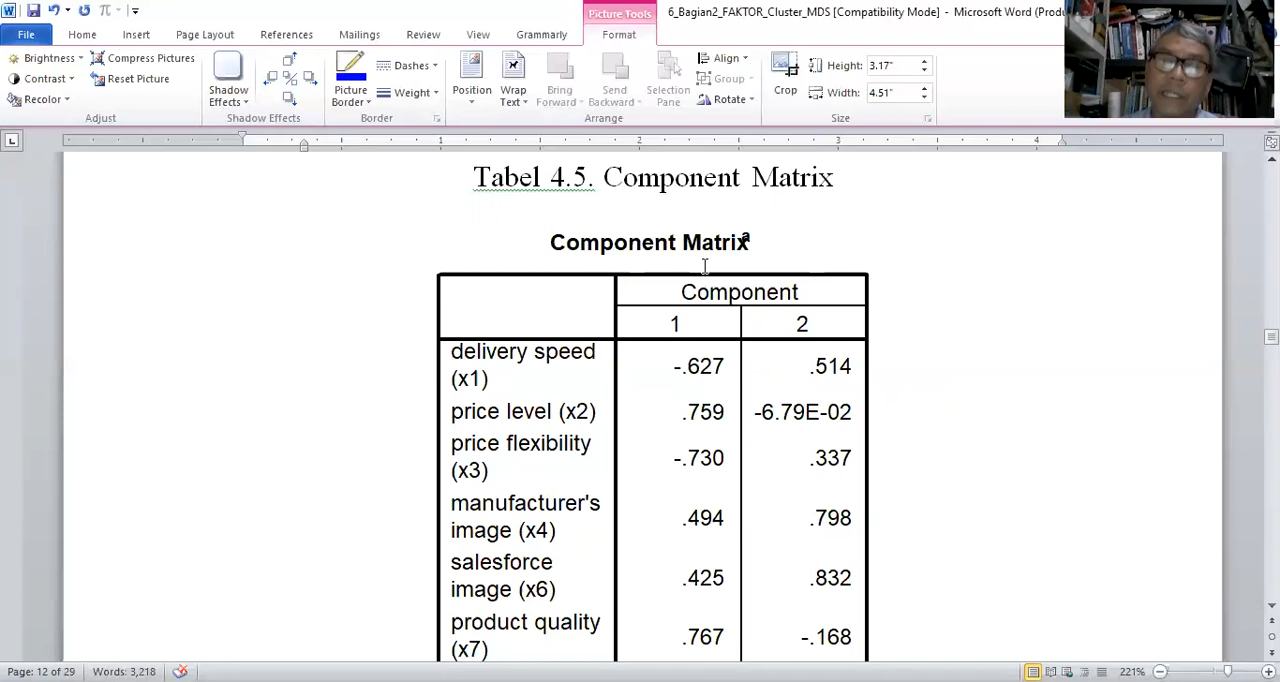 6_Bagian2_FAKTOR_Cluster_MDS [Compatibility Mode] - Microsoft Word (Produ
Picture Tools
File Home Insert Page Layout References Mailings Review View Grammarly Format
Brightness Compress Pictures
Contrast Reset Picture
Recolor
Adjust
Shadow Effects
Shadow Effects
Picture Border
Dashes
Weight
Border
Position
Wrap Text
Bring Forward
Send Backward
Selection Pane
Align
Group
Rotate
Arrange
Crop
Height: 3.17"
Width: 4.51"
Size
L
1 2 3 4
Tabel 4.5. Component Matrix
Component Matrixa
Component
1 2
delivery speed (x1) -.627 .514
price level (x2) .759 -6.79E-02
price flexibility (x3) -.730 .337
manufacturer's image (x4) .494 .798
salesforce image (x6) .425 .832
product quality (x7) .767 -.168
Page: 12 of 29 Words: 3,218 221%